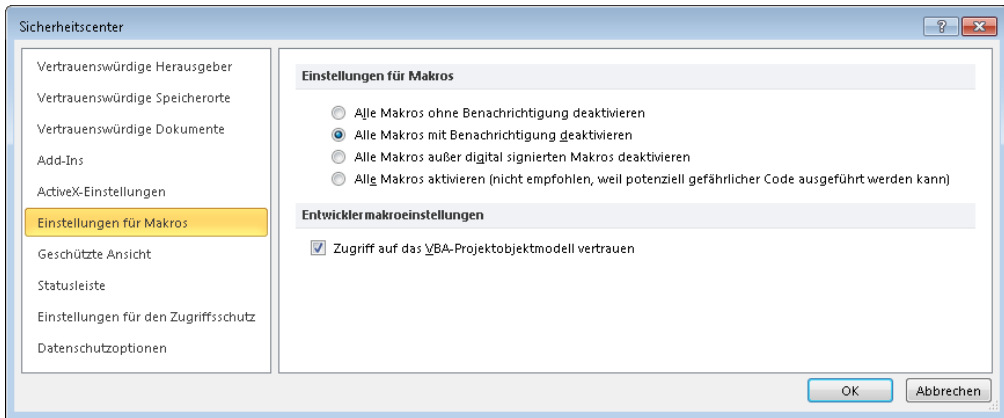 Sicherheitscenter
Vertrauenswürdige Herausgeber
Vertrauenswürdige Speicherorte
Vertrauenswürdige Dokumente
Add-Ins
ActiveX-Einstellungen
Einstellungen für Makros
Geschützte Ansicht
Statusleiste
Einstellungen für den Zugriffsschutz
Datenschutzoptionen
Einstellungen für Makros
Alle Makros ohne Benachrichtigung deaktivieren
Alle Makros mit Benachrichtigung deaktivieren
Alle Makros außer digital signierten Makros deaktivieren
Alle Makros aktivieren (nicht empfohlen, weil potenziell gefährlicher Code ausgeführt werden kann)
Entwicklermakroeinstellungen
Zugriff auf das VBA-Projektobjektmodell vertrauen
OK
Abbrechen